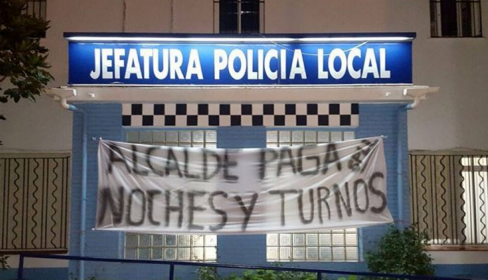 JEFATURA POLICIA LOCAL
ALCALDE PAGA
NOCHES Y TURNOS